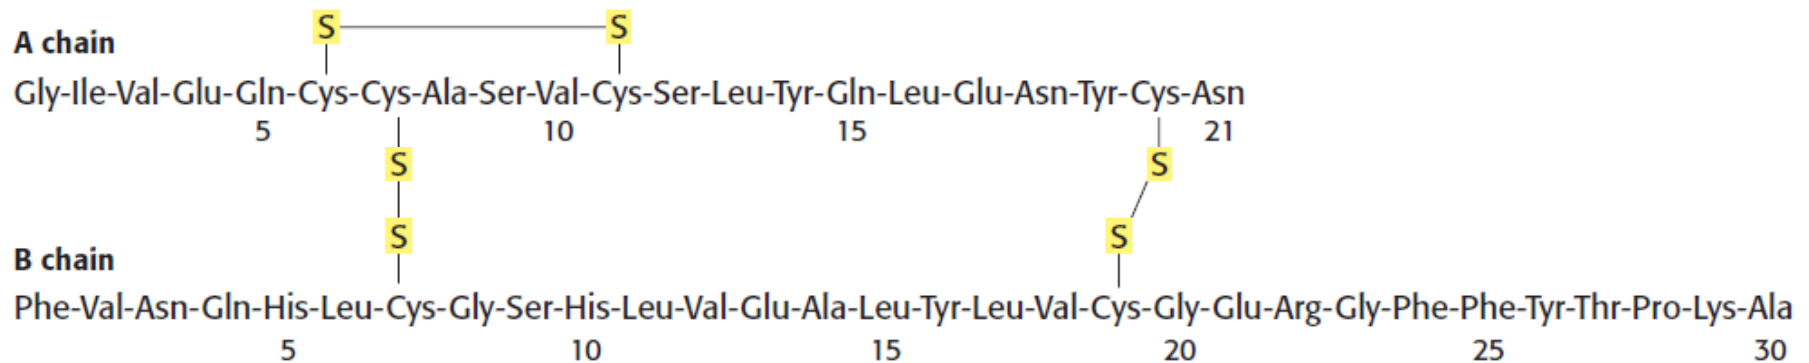 S S
A chain
Gly-Ile-Val-Glu-Gln-Cys-Cys-Ala-Ser-Val-Cys-Ser-Leu-Tyr-Gln-Leu-Glu-Asn-Tyr-Cys-Asn
5 10 15 21
S S
S S
B chain
Phe-Val-Asn-Gln-His-Leu-Cys-Gly-Ser-His-Leu-Val-Glu-Ala-Leu-Tyr-Leu-Val-Cys-Gly-Glu-Arg-Gly-Phe-Phe-Tyr-Thr-Pro-Lys-Ala
5 10 15 20 25 30